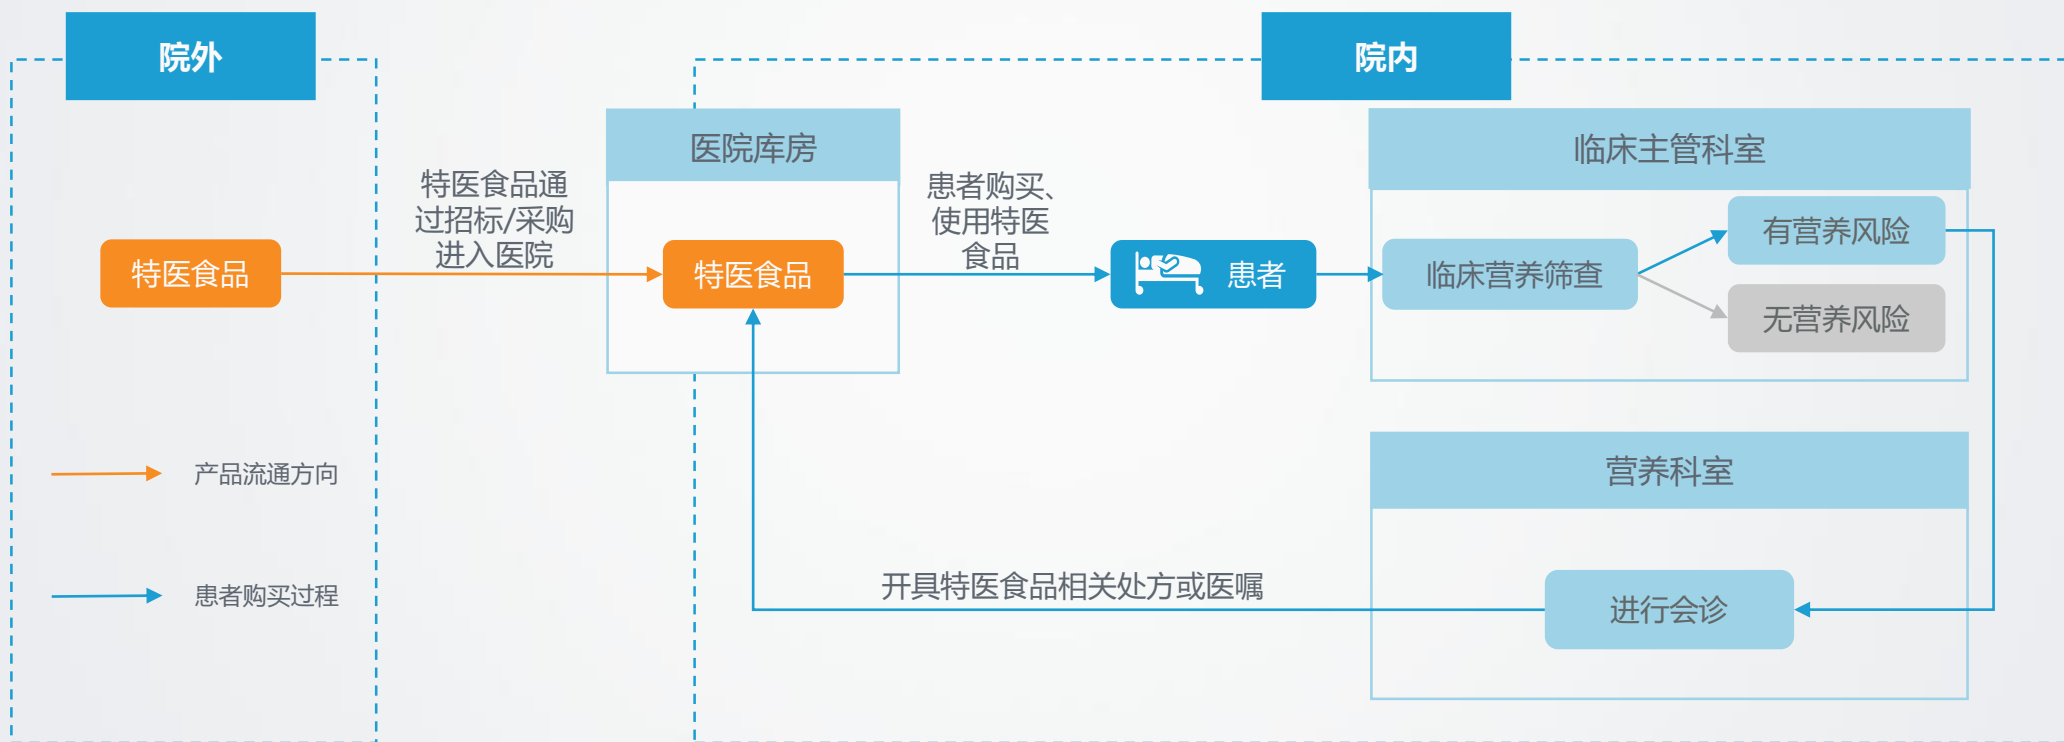 院外
院内
医院库房
临床主管科室
特医食品通
过招标/采购
进入医院
患者购买、
使用特医
食品
特医食品
特医食品
患者
临床营养筛查
有营养风险
无营养风险
产品流通方向
患者购买过程
营养科室
开具特医食品相关处方或医嘱
进行会诊